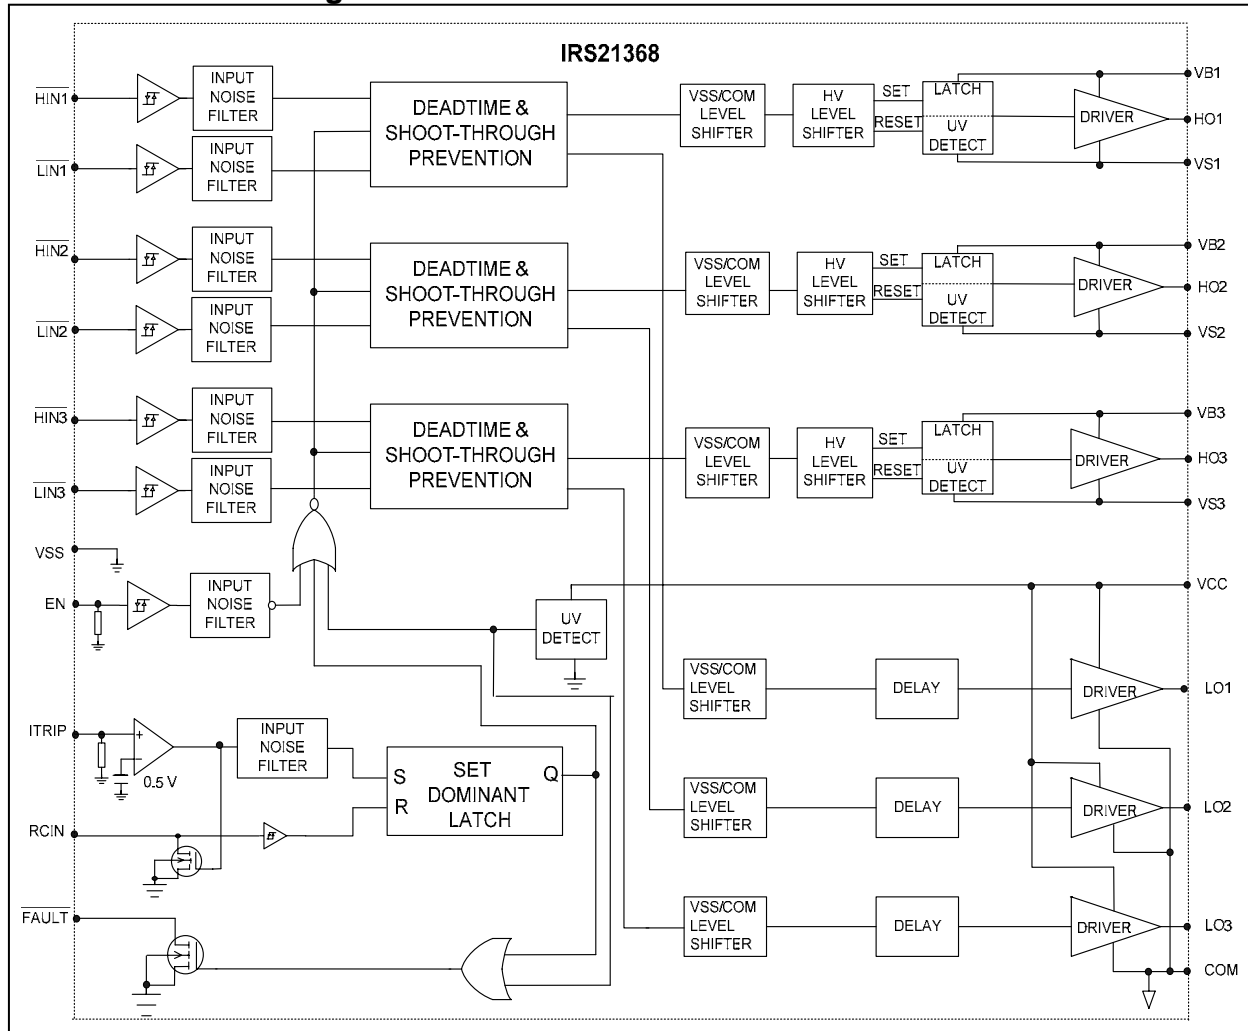 IRS21368
HIN1
INPUT
NOISE
FILTER
LIN1
INPUT
NOISE
FILTER
DEADTIME &
SHOOT-THROUGH
PREVENTION
VSS/COM
LEVEL
SHIFTER
HV
LEVEL
SHIFTER
SET
RESET
LATCH
UV
DETECT
DRIVER
VB1
HO1
VS1
HIN2
INPUT
NOISE
FILTER
LIN2
INPUT
NOISE
FILTER
DEADTIME &
SHOOT-THROUGH
PREVENTION
VSS/COM
LEVEL
SHIFTER
HV
LEVEL
SHIFTER
SET
RESET
LATCH
UV
DETECT
DRIVER
VB2
HO2
VS2
HIN3
INPUT
NOISE
FILTER
LIN3
INPUT
NOISE
FILTER
DEADTIME &
SHOOT-THROUGH
PREVENTION
VSS/COM
LEVEL
SHIFTER
HV
LEVEL
SHIFTER
SET
RESET
LATCH
UV
DETECT
DRIVER
VB3
HO3
VS3
VSS
EN
INPUT
NOISE
FILTER
UV
DETECT
VCC
VSS/COM
LEVEL
SHIFTER
DELAY
DRIVER
LO1
ITRIP
+
−
0.5 V
INPUT
NOISE
FILTER
S
R
SET
DOMINANT
LATCH
Q
RCIN
VSS/COM
LEVEL
SHIFTER
DELAY
DRIVER
LO2
FAULT
VSS/COM
LEVEL
SHIFTER
DELAY
DRIVER
LO3
COM